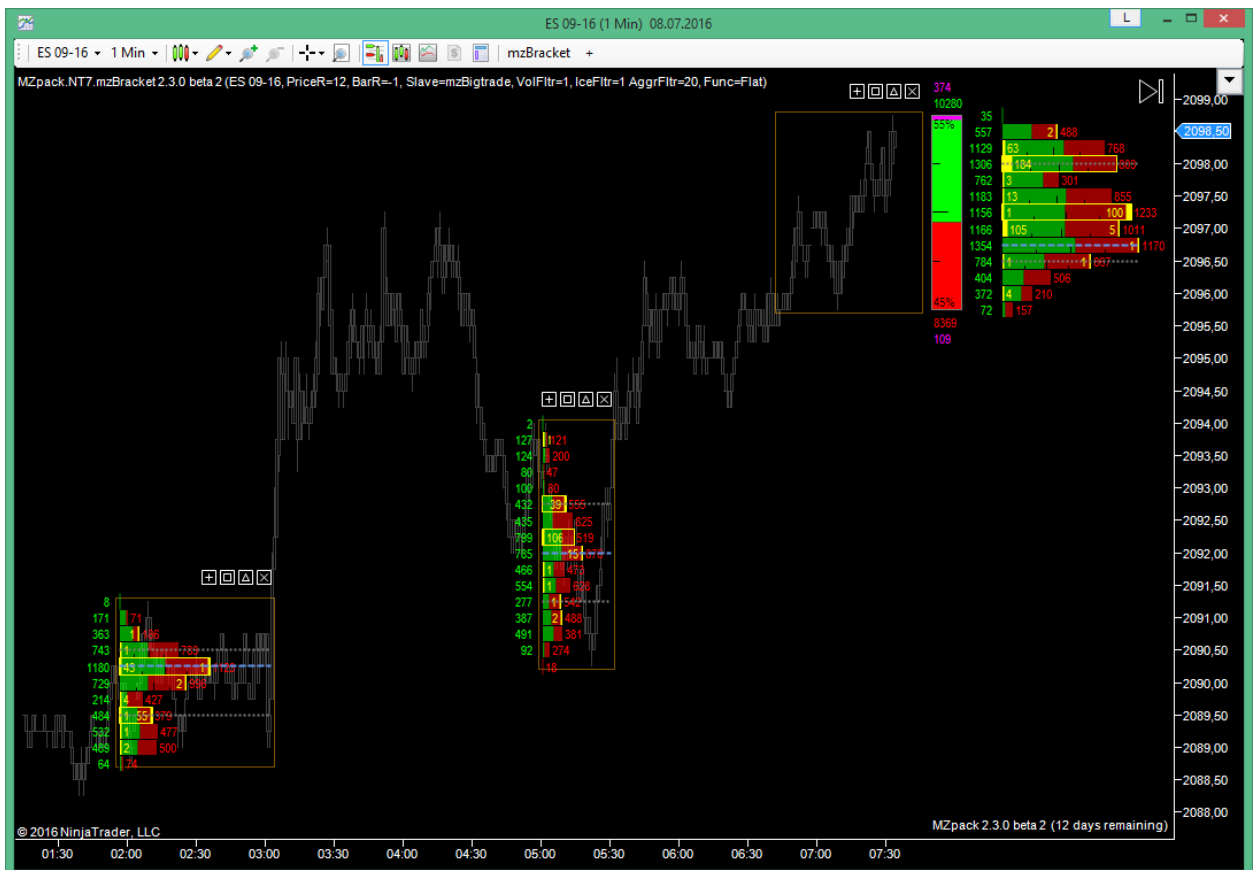 ES 09-16 (1 Min) 08.07.2016
L
ES 09-16 1 Min mzBracket +
MZpack.NT7.mzBracket 2.3.0 beta 2 (ES 09-16, PriceR=12, BarR=-1, Slave=mzBigtrade, VolFltr=1, IceFltr=1 AggrFltr=20, Func=Flat)
374
10280
55%
45%
8369
109
35
557 2 488
1129 63 768
1306 184
762 3 301
1183 13 855
1156 1 100 1233
1166 105 5 1011
1354 1 1170
784 1 1
404 506
372 4 210
72 157
2
127 1 121
124 200
80 47
100 80
432 39
435 825
799 106 519
785 15
466 1
554 1
277 1 542
387 2 488
491 381
92 274
18
8
171 71
363 1
743 1
1180 43 1
729 2
214 4 427
484 1 55
532 1 477
489 2 500
64 74
2099,00
2098,50
2098,00
2097,50
2097,00
2096,50
2096,00
2095,50
2095,00
2094,50
2094,00
2093,50
2093,00
2092,50
2092,00
2091,50
2091,00
2090,50
2090,00
2089,50
2089,00
2088,50
2088,00
© 2016 NinjaTrader, LLC
MZpack 2.3.0 beta 2 (12 days remaining)
01:30 02:00 02:30 03:00 03:30 04:00 04:30 05:00 05:30 06:00 06:30 07:00 07:30